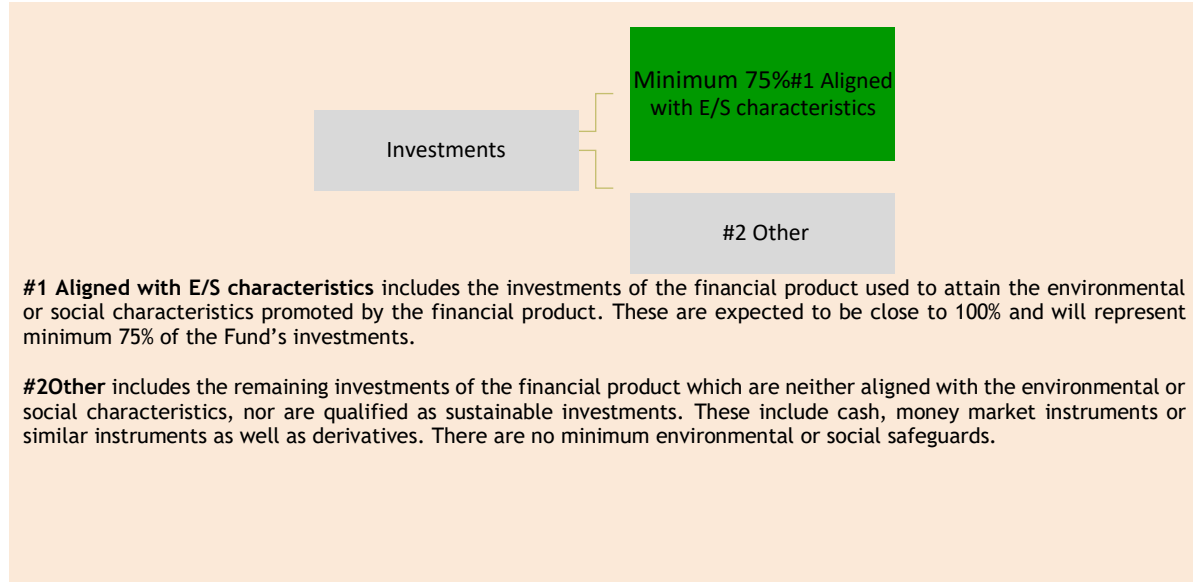 Minimum 75%#1 Aligned
with E/S characteristics
Investments
#2 Other
#1 Aligned with E/S characteristics includes the investments of the financial product used to attain the environmental
or social characteristics promoted by the financial product. These are expected to be close to 100% and will represent
minimum 75% of the Fund’s investments.
#2Other includes the remaining investments of the financial product which are neither aligned with the environmental or
social characteristics, nor are qualified as sustainable investments. These include cash, money market instruments or
similar instruments as well as derivatives. There are no minimum environmental or social safeguards.